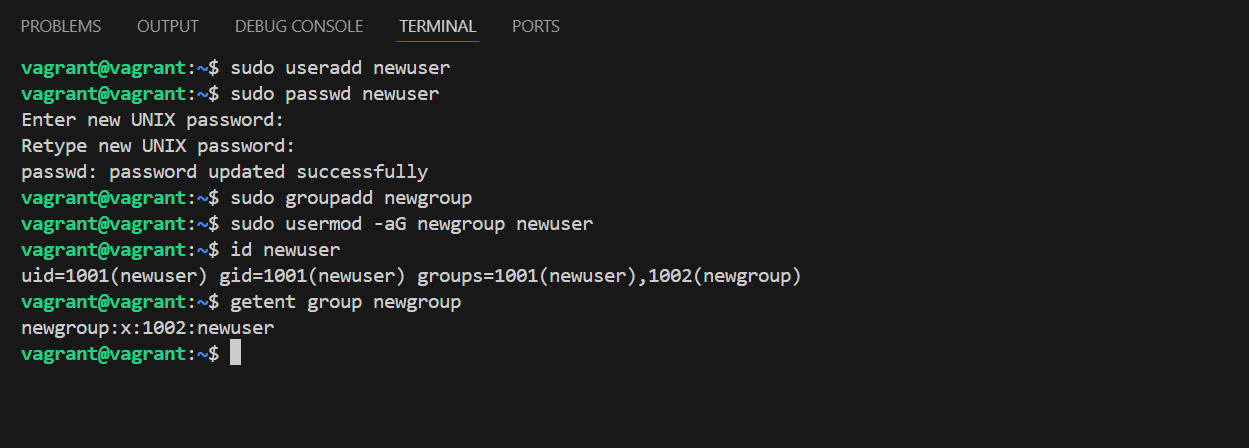 PROBLEMS OUTPUT DEBUG CONSOLE TERMINAL PORTS
vagrant@vagrant:~$ sudo useradd newuser
vagrant@vagrant:~$ sudo passwd newuser
Enter new UNIX password:
Retype new UNIX password:
passwd: password updated successfully
vagrant@vagrant:~$ sudo groupadd newgroup
vagrant@vagrant:~$ sudo usermod -aG newgroup newuser
vagrant@vagrant:~$ id newuser
uid=1001(newuser) gid=1001(newuser) groups=1001(newuser),1002(newgroup)
vagrant@vagrant:~$ getent group newgroup
newgroup:x:1002:newuser
vagrant@vagrant:~$